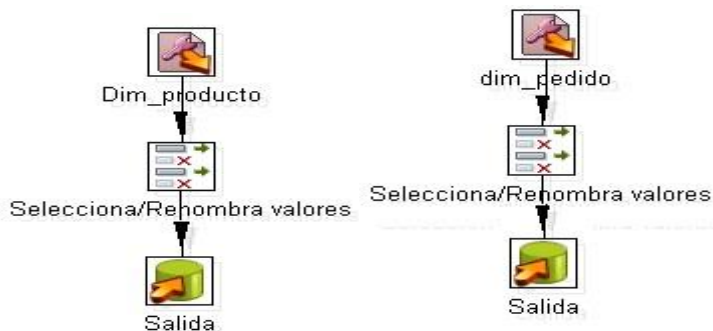 Dim_producto
Selecciona/Renombra valores
Salida
dim_pedido
Selecciona/Renombra valores
Salida